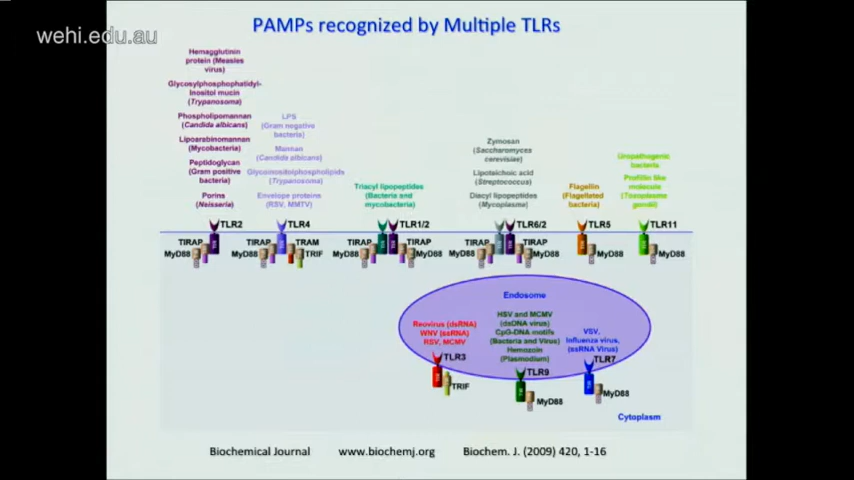 PAMPs recognized by Multiple TLRs
wehi.edu.au
Hemagglutinin
protein (Measles
virus)
Glycosylphosphophatidyl-
Inositol mucin
(Trypanosoma)
Phospholipomannan
(Candida albicans)
Lipoarabinomannen
(Mycobacteria)
Peptidoglycan
(Gram positive
bacteria)
Porins
(Neissaria)
LPS
(Gram negative
bacteria)
Mannan
(Candida albicans)
Glycoinositolphospholipids
(Trypanosoma)
Envelope proteins
(RSV, MMTV)
Triacyl lipopeptides
(Bacteria and
mycobacteria)
Zymosan
(Saccharomyces
cerevisiae)
Lipotaichoic acid
(Streptococcus)
Diacyl lipopeptides
(Mycoplasme)
Flagellin
(Flagellated
bacteria)
Uropathogenic
bacteria
Profillin like
molecule
(Toxoplasma
gondii)
TLR2
TLR4
TLR1/2
TLR6/2
TLR5
TLR11
TIRAP
MyD88
TIRAP
MyD88
TRAM
TRIF
TIRAP
MyD88
TIRAP
MyD88
TIRAP
MyD88
TIRAP
MyD88
MyD88
MyD88
Endosome
Reovirus (dsRNA)
WNV (ssRNA)
RSV, MCMV
HSV and MCMV
(dsDNA virus)
CpG-DNA motifs
(Bacteria and Virus)
Hemozoin
(Plasmodium)
VSV,
Influenza virus,
(ssRNA Virus)
TLR3
TRIF
TLR9
MyD88
TLR7
MyD88
Cytoplasm
Biochemical Journal www.biochemj.org Biochem. J. (2009) 420, 1-16